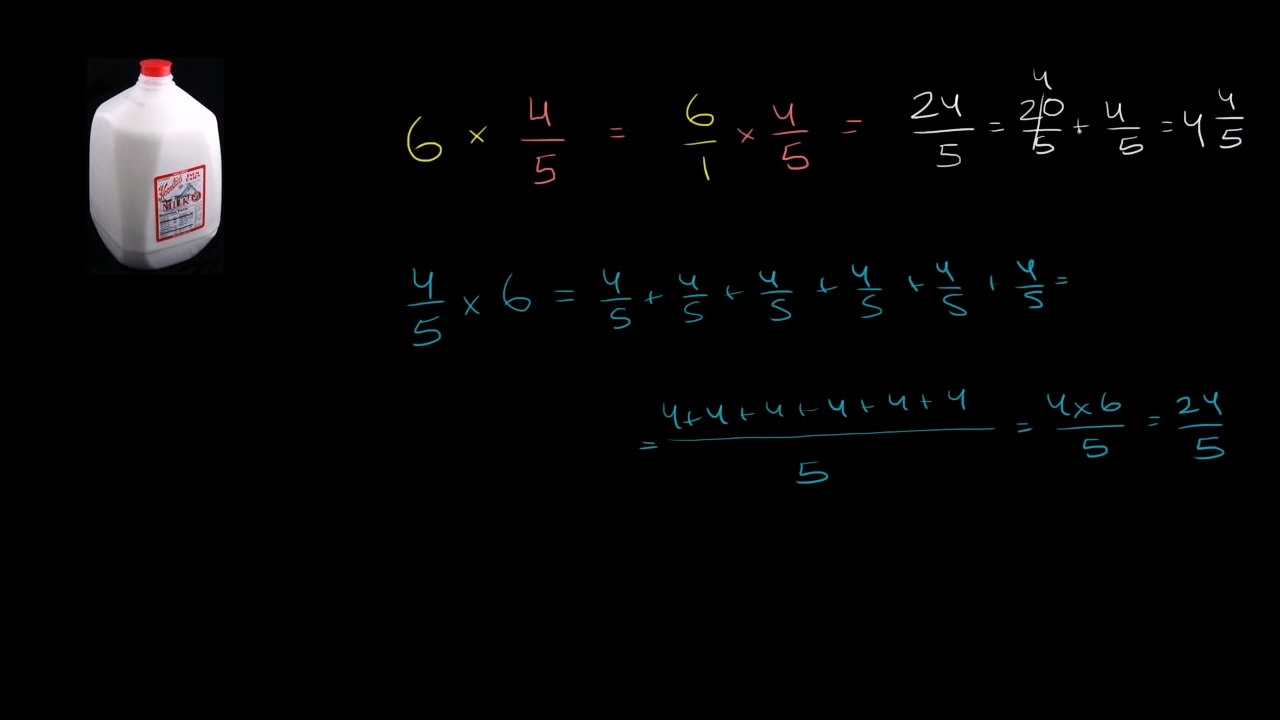 6 × 4/5 = 6/1 × 4/5 = 24/5 = 20/5 + 4/5 = 4 4/5
4
4/5 × 6 = 4/5 + 4/5 + 4/5 + 4/5 + 4/5 + 4/5 =
= 4+4+4+4+4+4/5 = 4×6/5 = 24/5
MILK